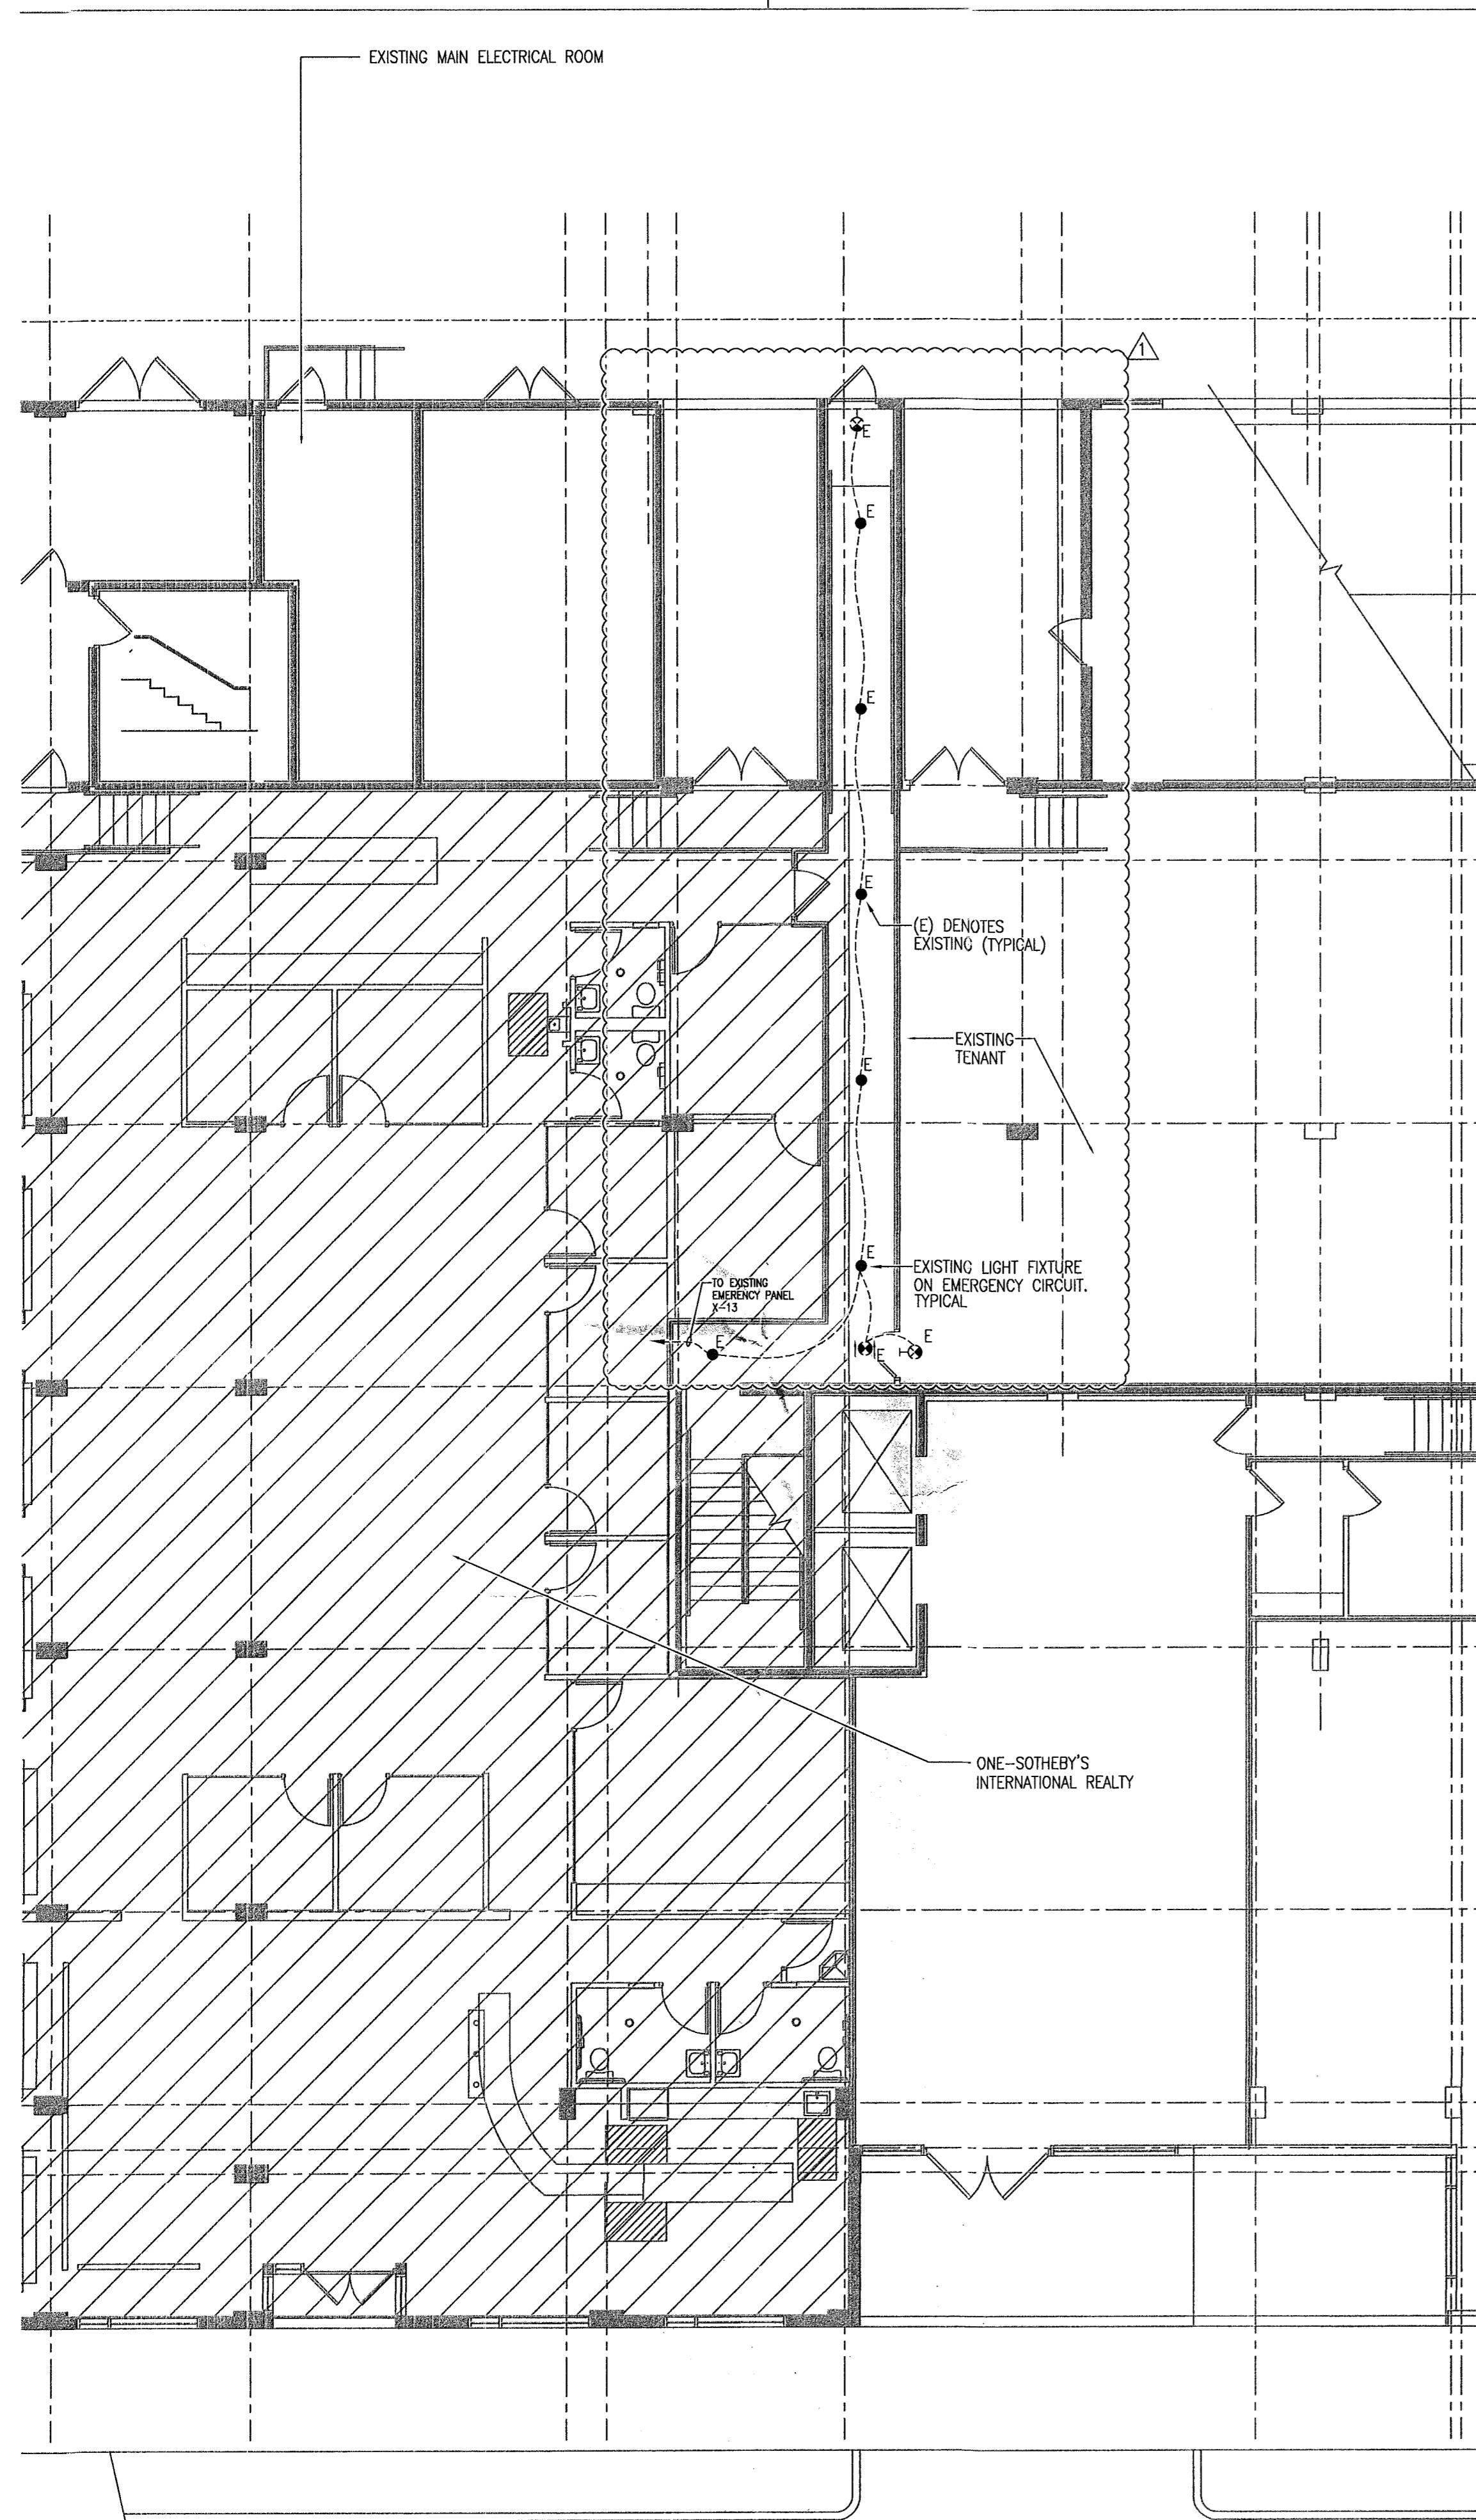 EXISTING MAIN ELECTRICAL ROOM
1
E
E
E
E
(E) DENOTES
EXISTING (TYPICAL)
EXISTING
TENANT
E
E
EXISTING LIGHT FIXTURE
ON EMERGENCY CIRCUIT.
TYPICAL
TO EXISTING
EMERENCY PANEL
X-13
E
E
E
ONE-SOTHEBY'S
INTERNATIONAL REALTY